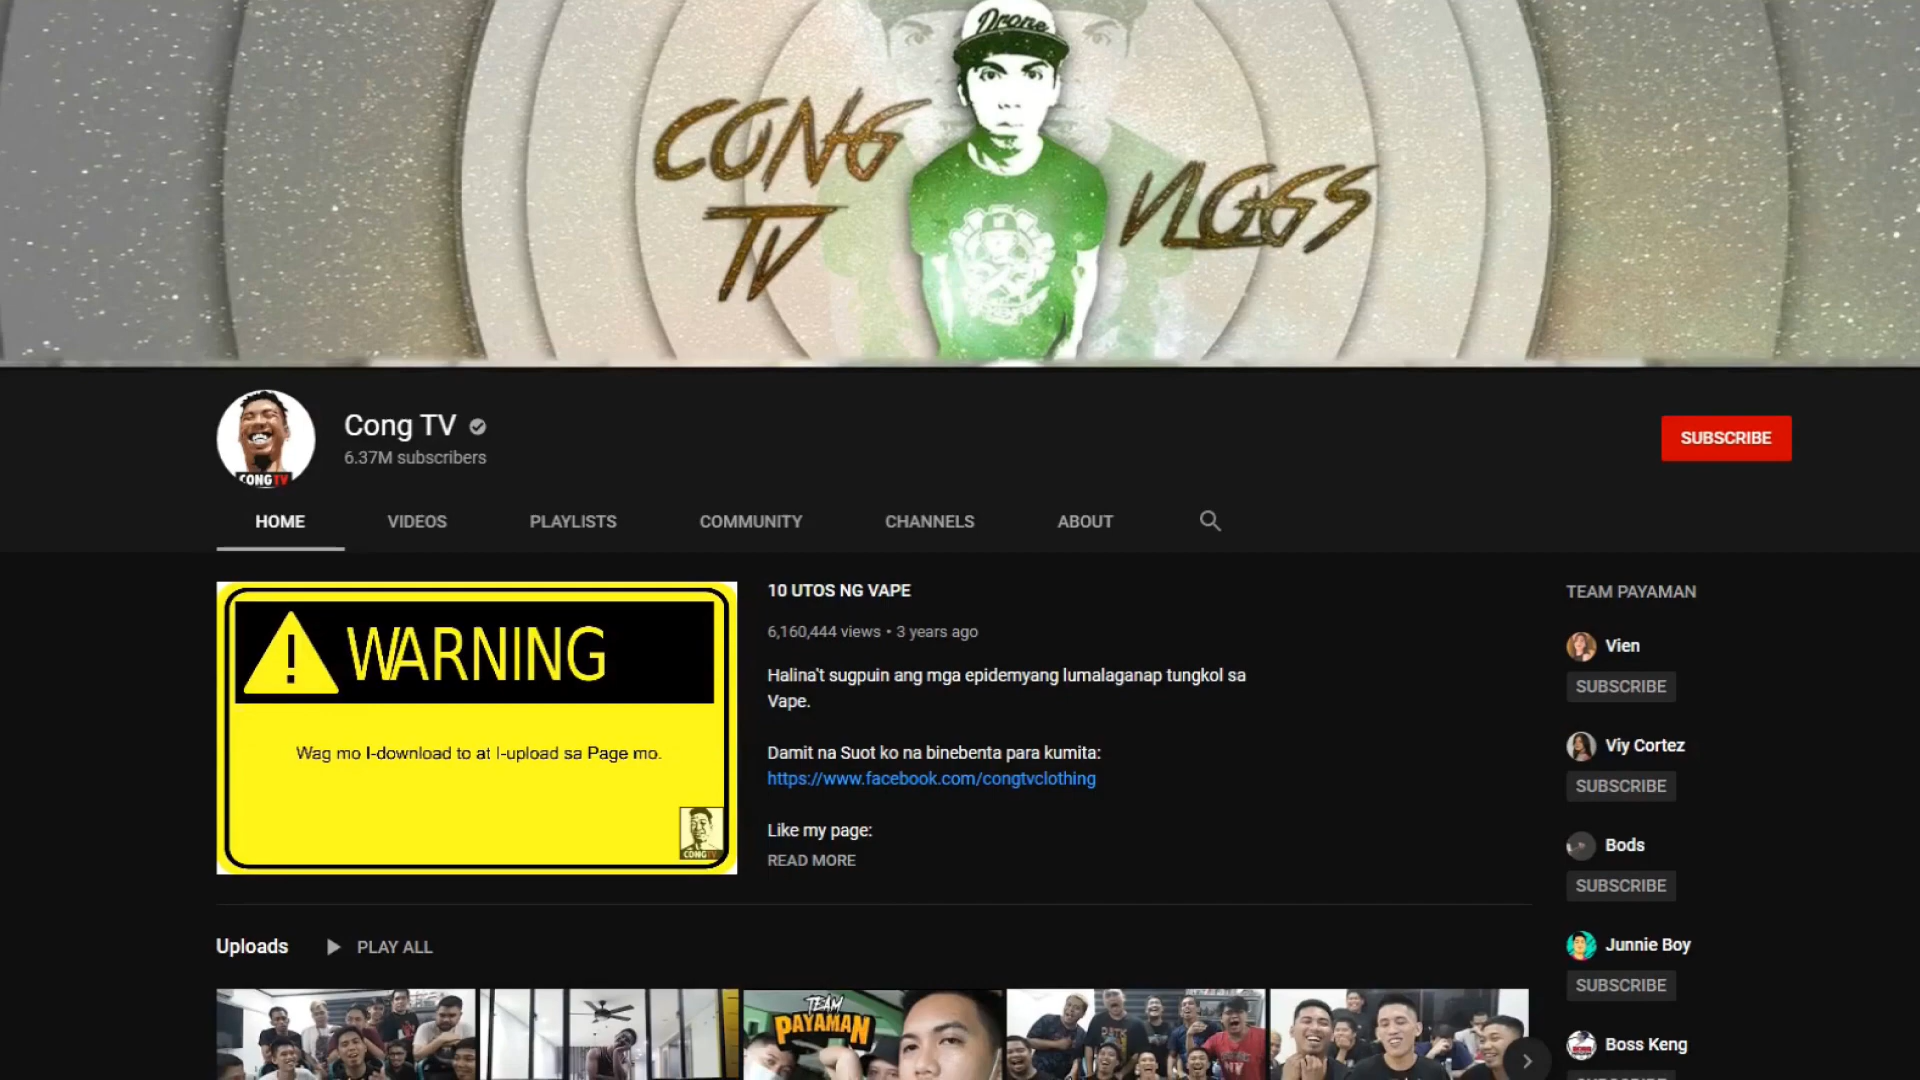 Drone
CONG
TV
VLGGS
CONGTV
Cong TV
6.37M subscribers
SUBSCRIBE
HOME
VIDEOS
PLAYLISTS
COMMUNITY
CHANNELS
ABOUT
WARNING
Wag mo I-download to at I-upload sa Page mo.
CONGTV
10 UTOS NG VAPE
6,160,444 views • 3 years ago
Halina't sugpuin ang mga epidemyang lumalaganap tungkol sa
Vape.
Damit na Suot ko na binebenta para kumita:
https://www.facebook.com/congtvclothing
Like my page:
READ MORE
TEAM PAYAMAN
Vien
SUBSCRIBE
Viy Cortez
SUBSCRIBE
Bods
SUBSCRIBE
Junnie Boy
SUBSCRIBE
Boss Keng
SUBSCRIBE
Uploads
PLAY ALL
TEAM
PAYAMAN